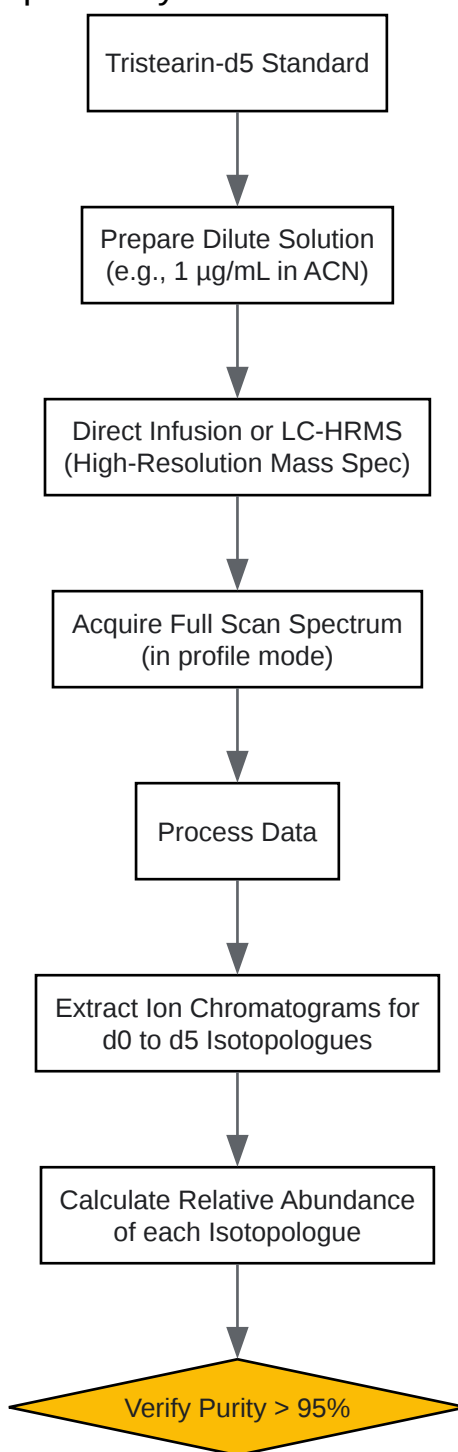 Tristearin-d5 Standard
Prepare Dilute Solution
(e.g., 1 µg/mL in ACN)
Direct Infusion or LC-HRMS
(High-Resolution Mass Spec)
Acquire Full Scan Spectrum
(in profile mode)
Process Data
Extract Ion Chromatograms for
d0 to d5 Isotopologues
Calculate Relative Abundance
of each Isotopologue
Verify Purity > 95%